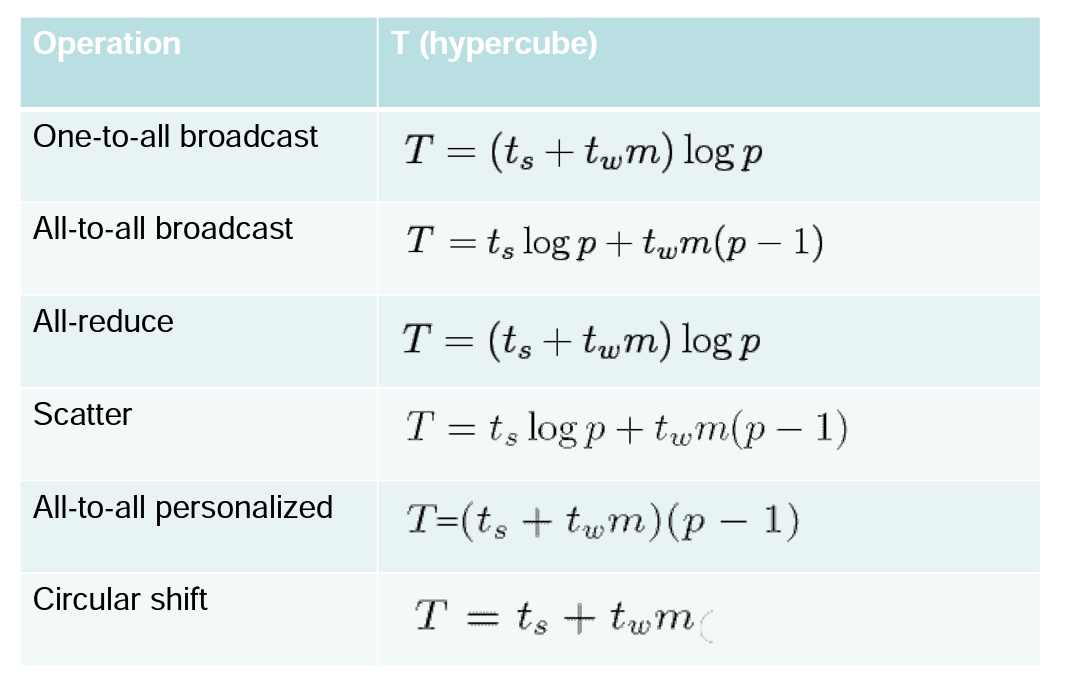 Operation T (hypercube)
One-to-all broadcast T = (t_s + t_w m) log p
All-to-all broadcast T = t_s log p + t_w m(p − 1)
All-reduce T = (t_s + t_w m) log p
Scatter T = t_s log p + t_w m(p − 1)
All-to-all personalized T=(t_s + t_w m)(p − 1)
Circular shift T = t_s + t_w m(